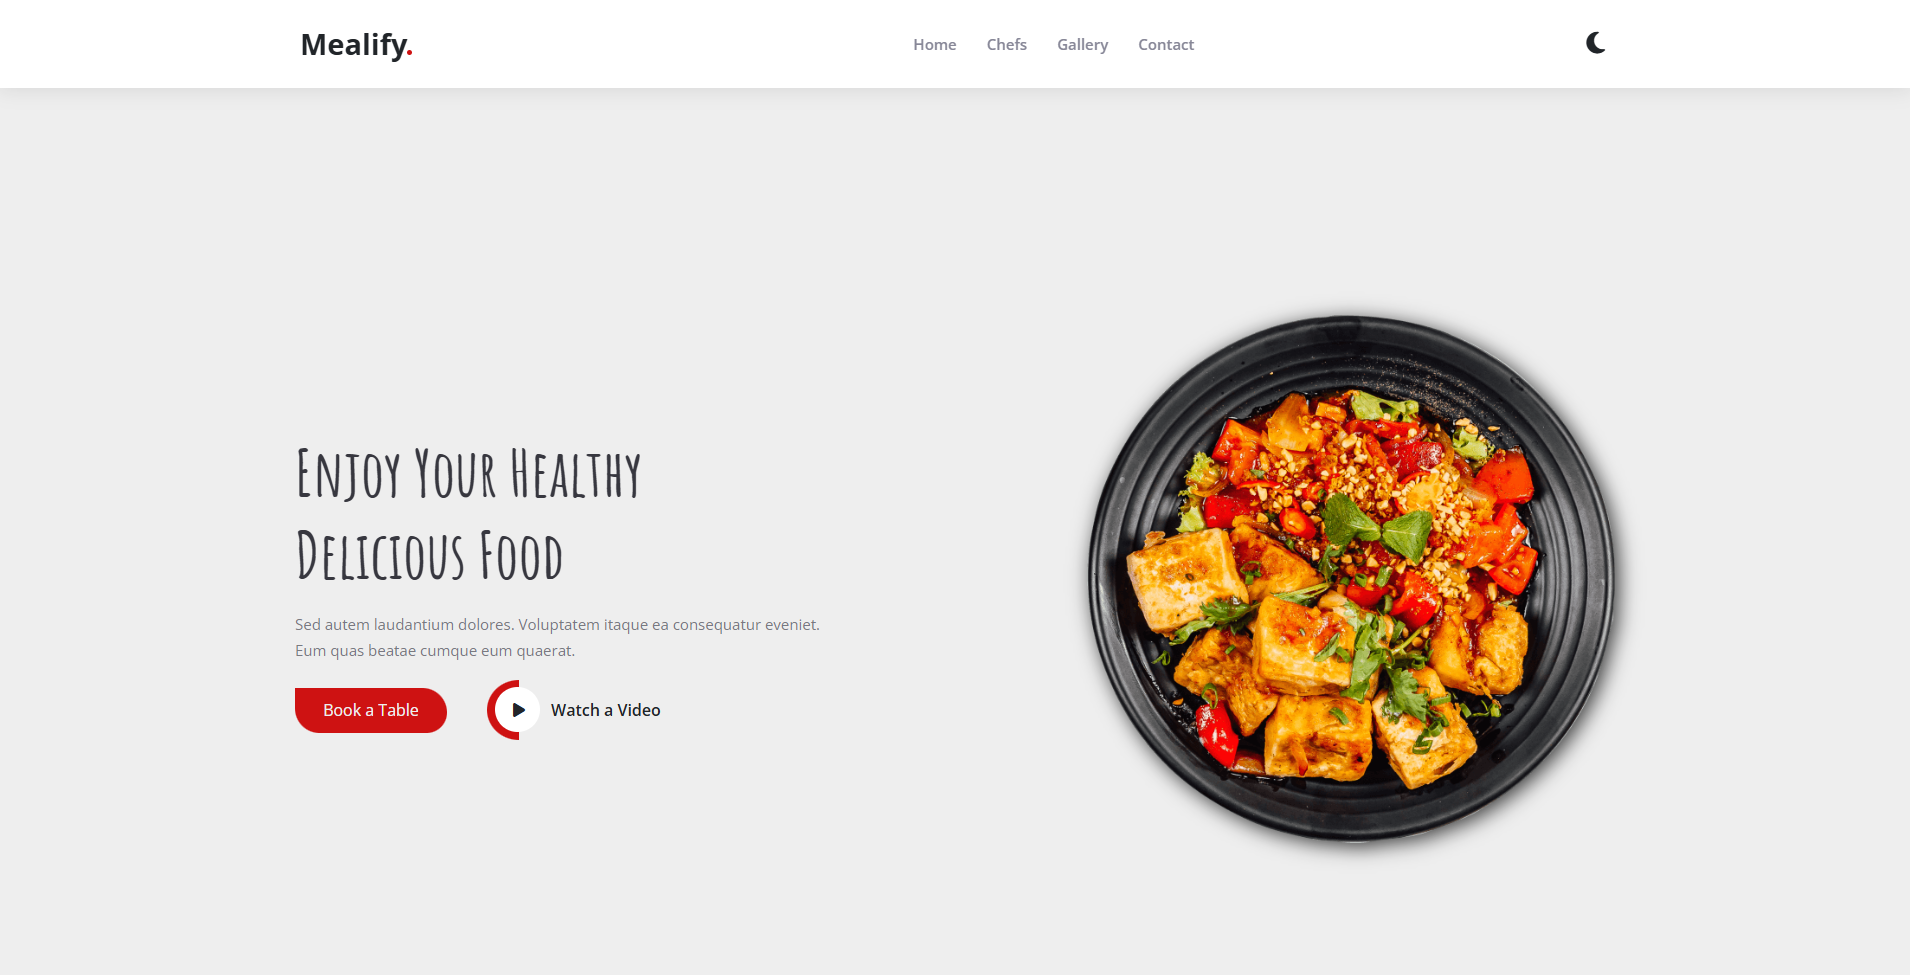 Mealify.
Home
Chefs
Gallery
Contact
Enjoy Your Healthy
Delicious Food
Sed autem laudantium dolores. Voluptatem itaque ea consequatur eveniet.
Eum quas beatae cumque eum quaerat.
Book a Table
Watch a Video